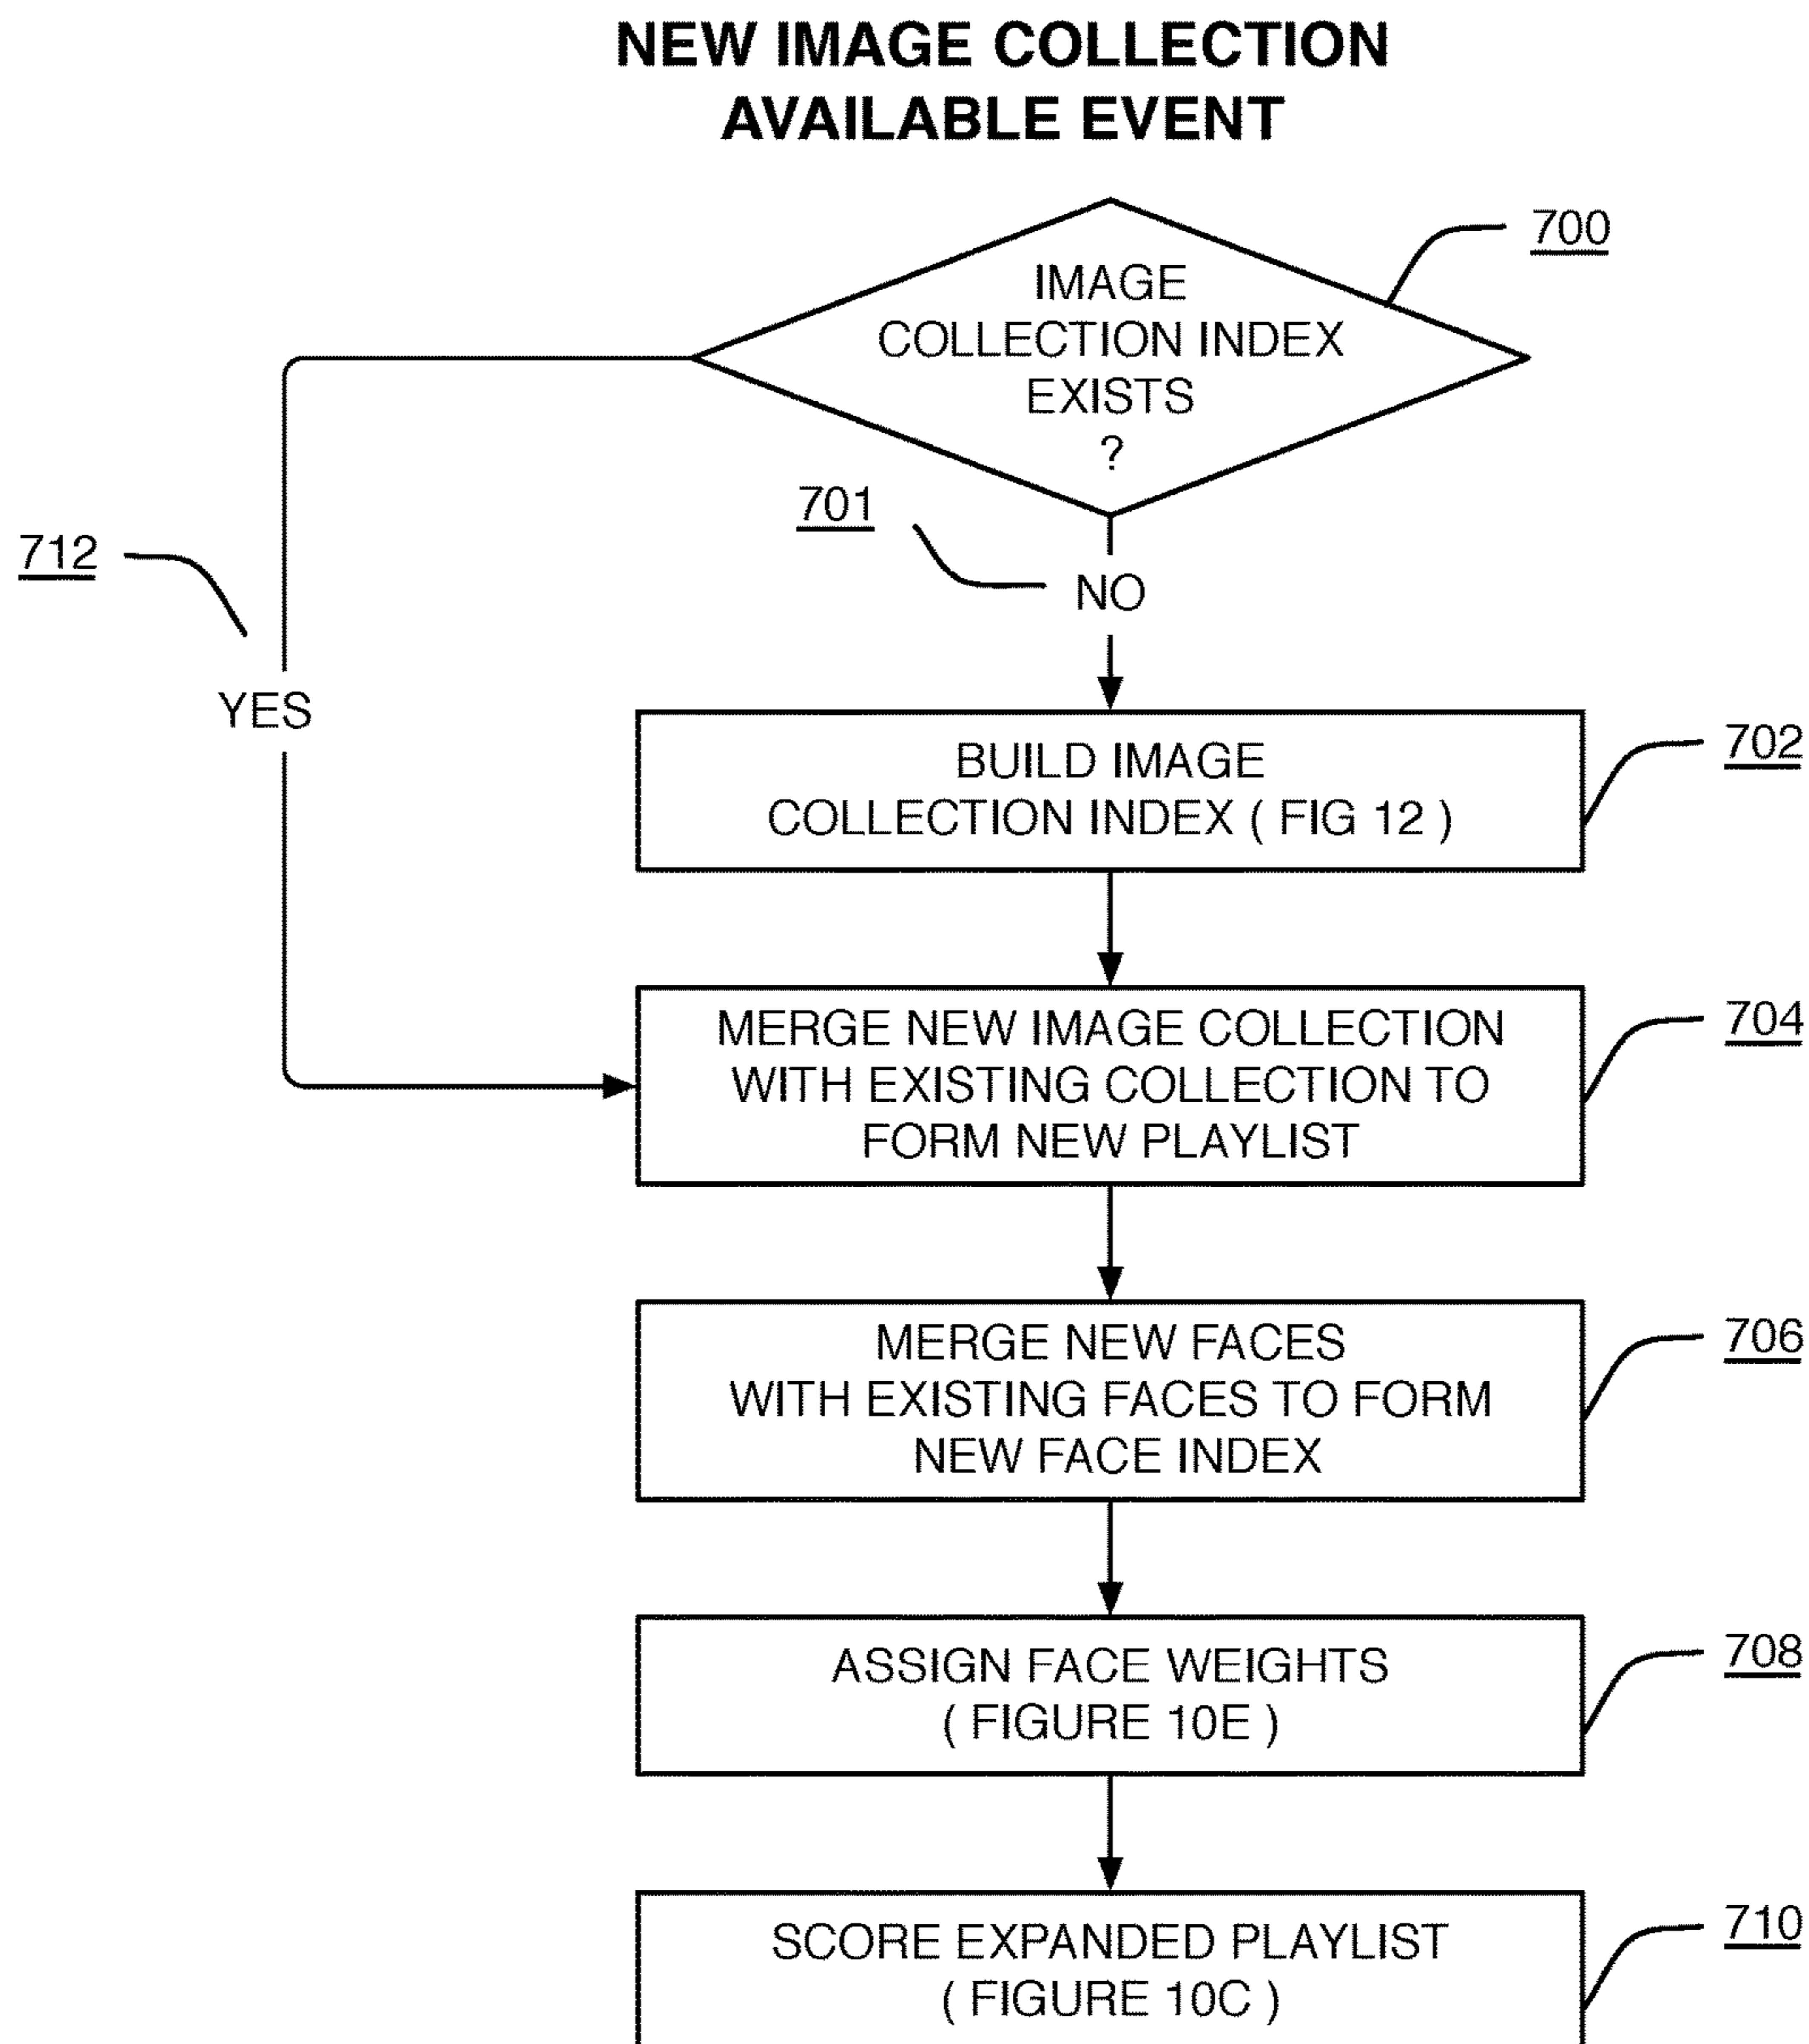 NEW IMAGE COLLECTION
AVAILABLE EVENT
700
IMAGE
COLLECTION INDEX
EXISTS
?
701
NO
712
YES
702
BUILD IMAGE
COLLECTION INDEX ( FIG 12 )
704
MERGE NEW IMAGE COLLECTION
WITH EXISTING COLLECTION TO
FORM NEW PLAYLIST
706
MERGE NEW FACES
WITH EXISTING FACES TO FORM
NEW FACE INDEX
708
ASSIGN FACE WEIGHTS
( FIGURE 10E )
710
SCORE EXPANDED PLAYLIST
( FIGURE 10C )